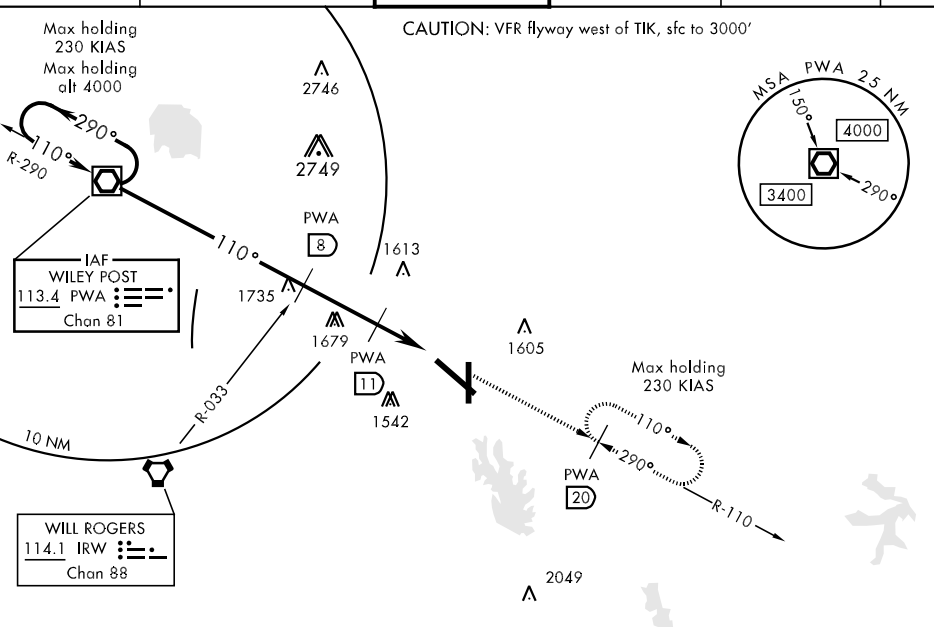 CAUTION: VFR flyway west of TIK, sfc to 3000'
Max holding
230 KIAS
Max holding
alt 4000
290°
110°
R-290
2746
2749
MSA PWA 25 NM
150°
4000
3400
290°
PWA
8
110°
1613
IAF
WILEY POST
113.4 PWA
Chan 81
1735
1679
PWA
11
1542
1605
R-033
10 NM
Max holding
230 KIAS
110°
290°
PWA
20
R-110
WILL ROGERS
114.1 IRW
Chan 88
2049